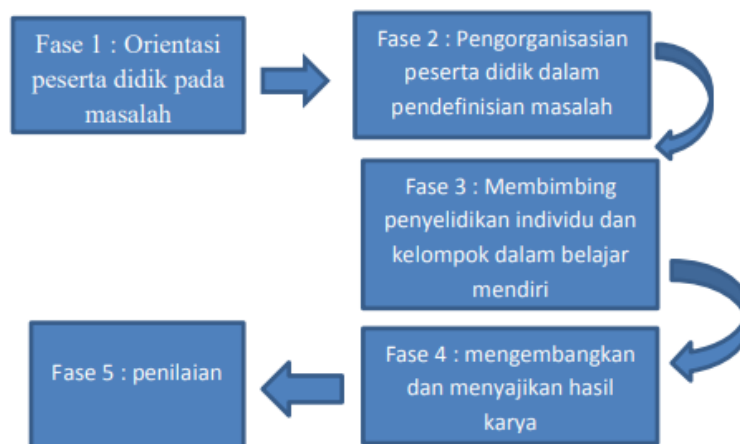 Fase 1 : Orientasi
peserta didik pada
masalah
Fase 2 : Pengorganisasian
peserta didik dalam
pendefinisian masalah
Fase 3 : Membimbing
penyelidikan individu dan
kelompok dalam belajar
mendiri
Fase 4 : mengembangkan
dan menyajikan hasil
karya
Fase 5 : penilaian